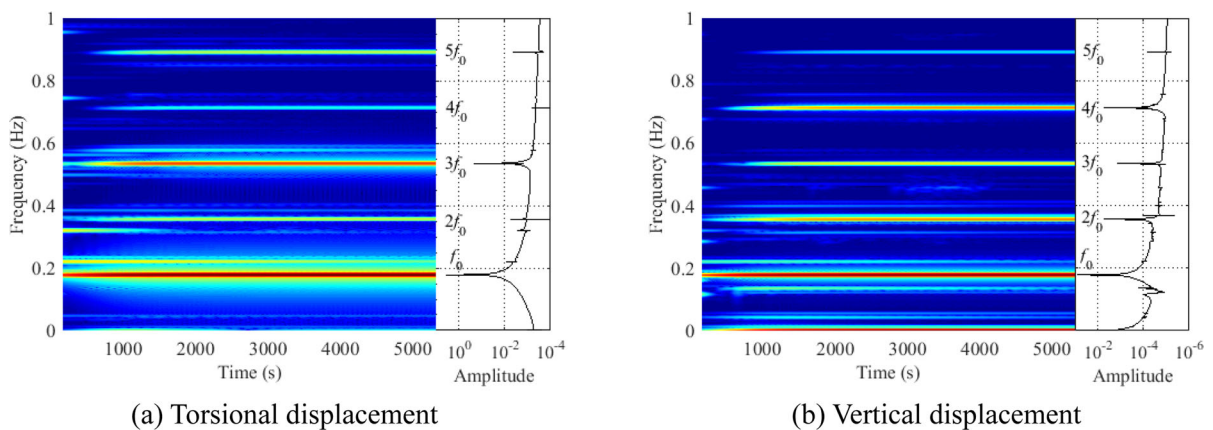 1
0.8
0.6
0.4
0.2
0
Frequency (Hz)
5f₀
4f₀
3f₀
2f₀
f₀
1000 2000 3000 4000 5000
Time (s)
10⁰ 10⁻² 10⁻⁴
Amplitude
(a) Torsional displacement
1
0.8
0.6
0.4
0.2
0
Frequency (Hz)
5f₀
4f₀
3f₀
2f₀
f₀
1000 2000 3000 4000 5000
Time (s)
10⁻² 10⁻⁴ 10⁻⁶
Amplitude
(b) Vertical displacement